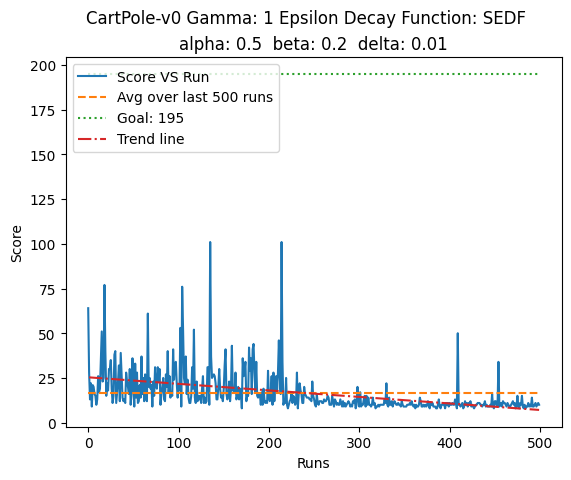 CartPole-v0 Gamma: 1 Epsilon Decay Function: SEDF
alpha: 0.5  beta: 0.2  delta: 0.01
Score VS Run
Avg over last 500 runs
Goal: 195
Trend line
200
175
150
125
100
75
50
25
0
Score
0 100 200 300 400 500
Runs